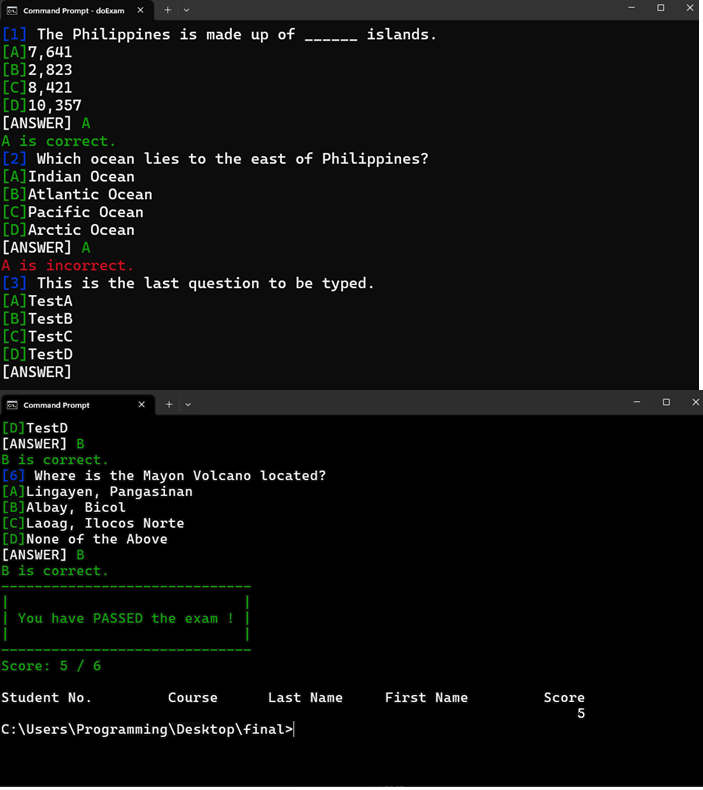 Command Prompt - doExam
[1] The Philippines is made up of ______ islands.
[A]7,641
[B]2,823
[C]8,421
[D]10,357
[ANSWER] A
A is correct.
[2] Which ocean lies to the east of Philippines?
[A]Indian Ocean
[B]Atlantic Ocean
[C]Pacific Ocean
[D]Arctic Ocean
[ANSWER] A
A is incorrect.
[3] This is the last question to be typed.
[A]TestA
[B]TestB
[C]TestC
[D]TestD
[ANSWER]
Command Prompt
[D]TestD
[ANSWER] B
B is correct.
[6] Where is the Mayon Volcano located?
[A]Lingayen, Pangasinan
[B]Albay, Bicol
[C]Laoag, Ilocos Norte
[D]None of the Above
[ANSWER] B
B is correct.
------------------------------
|                            |
| You have PASSED the exam ! |
|                            |
------------------------------
Score: 5 / 6
Student No.         Course      Last Name     First Name         Score
5
C:\Users\Programming\Desktop\final>